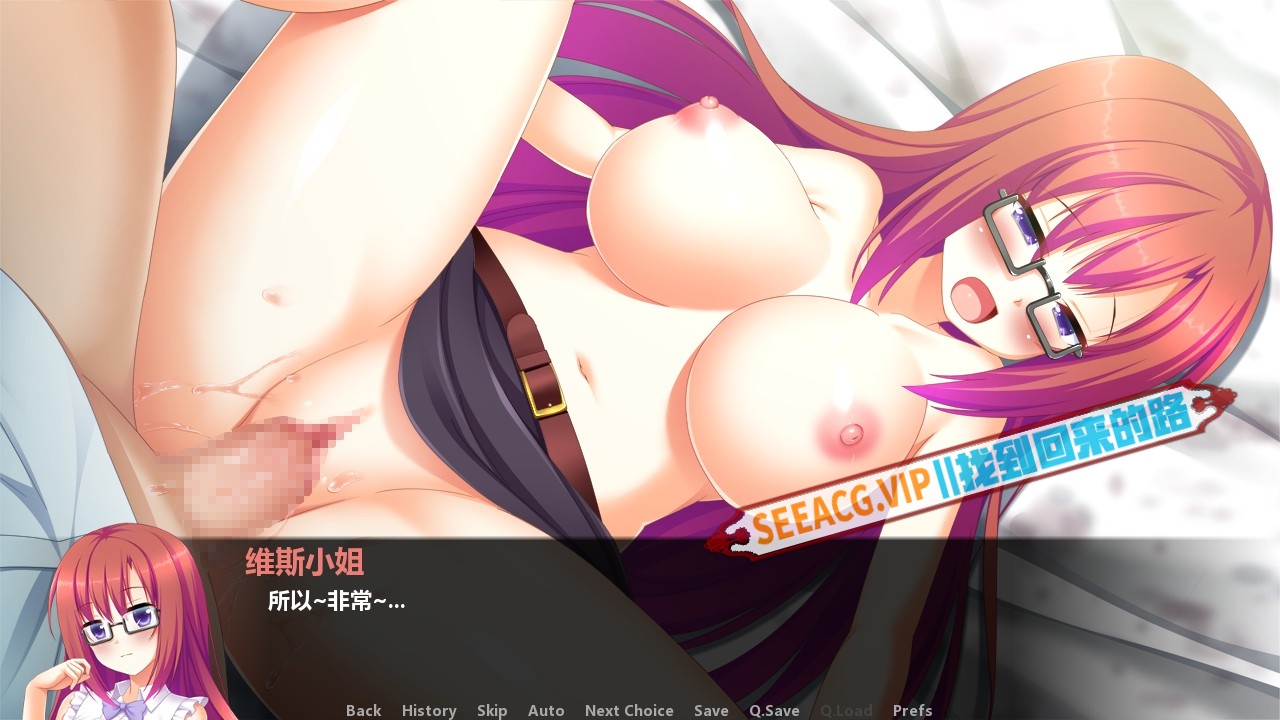 SEEACG.VIP||找到回来的路
维斯小姐
所以~非常~...
Back History Skip Auto Next Choice Save Q.Save Q.Load Prefs